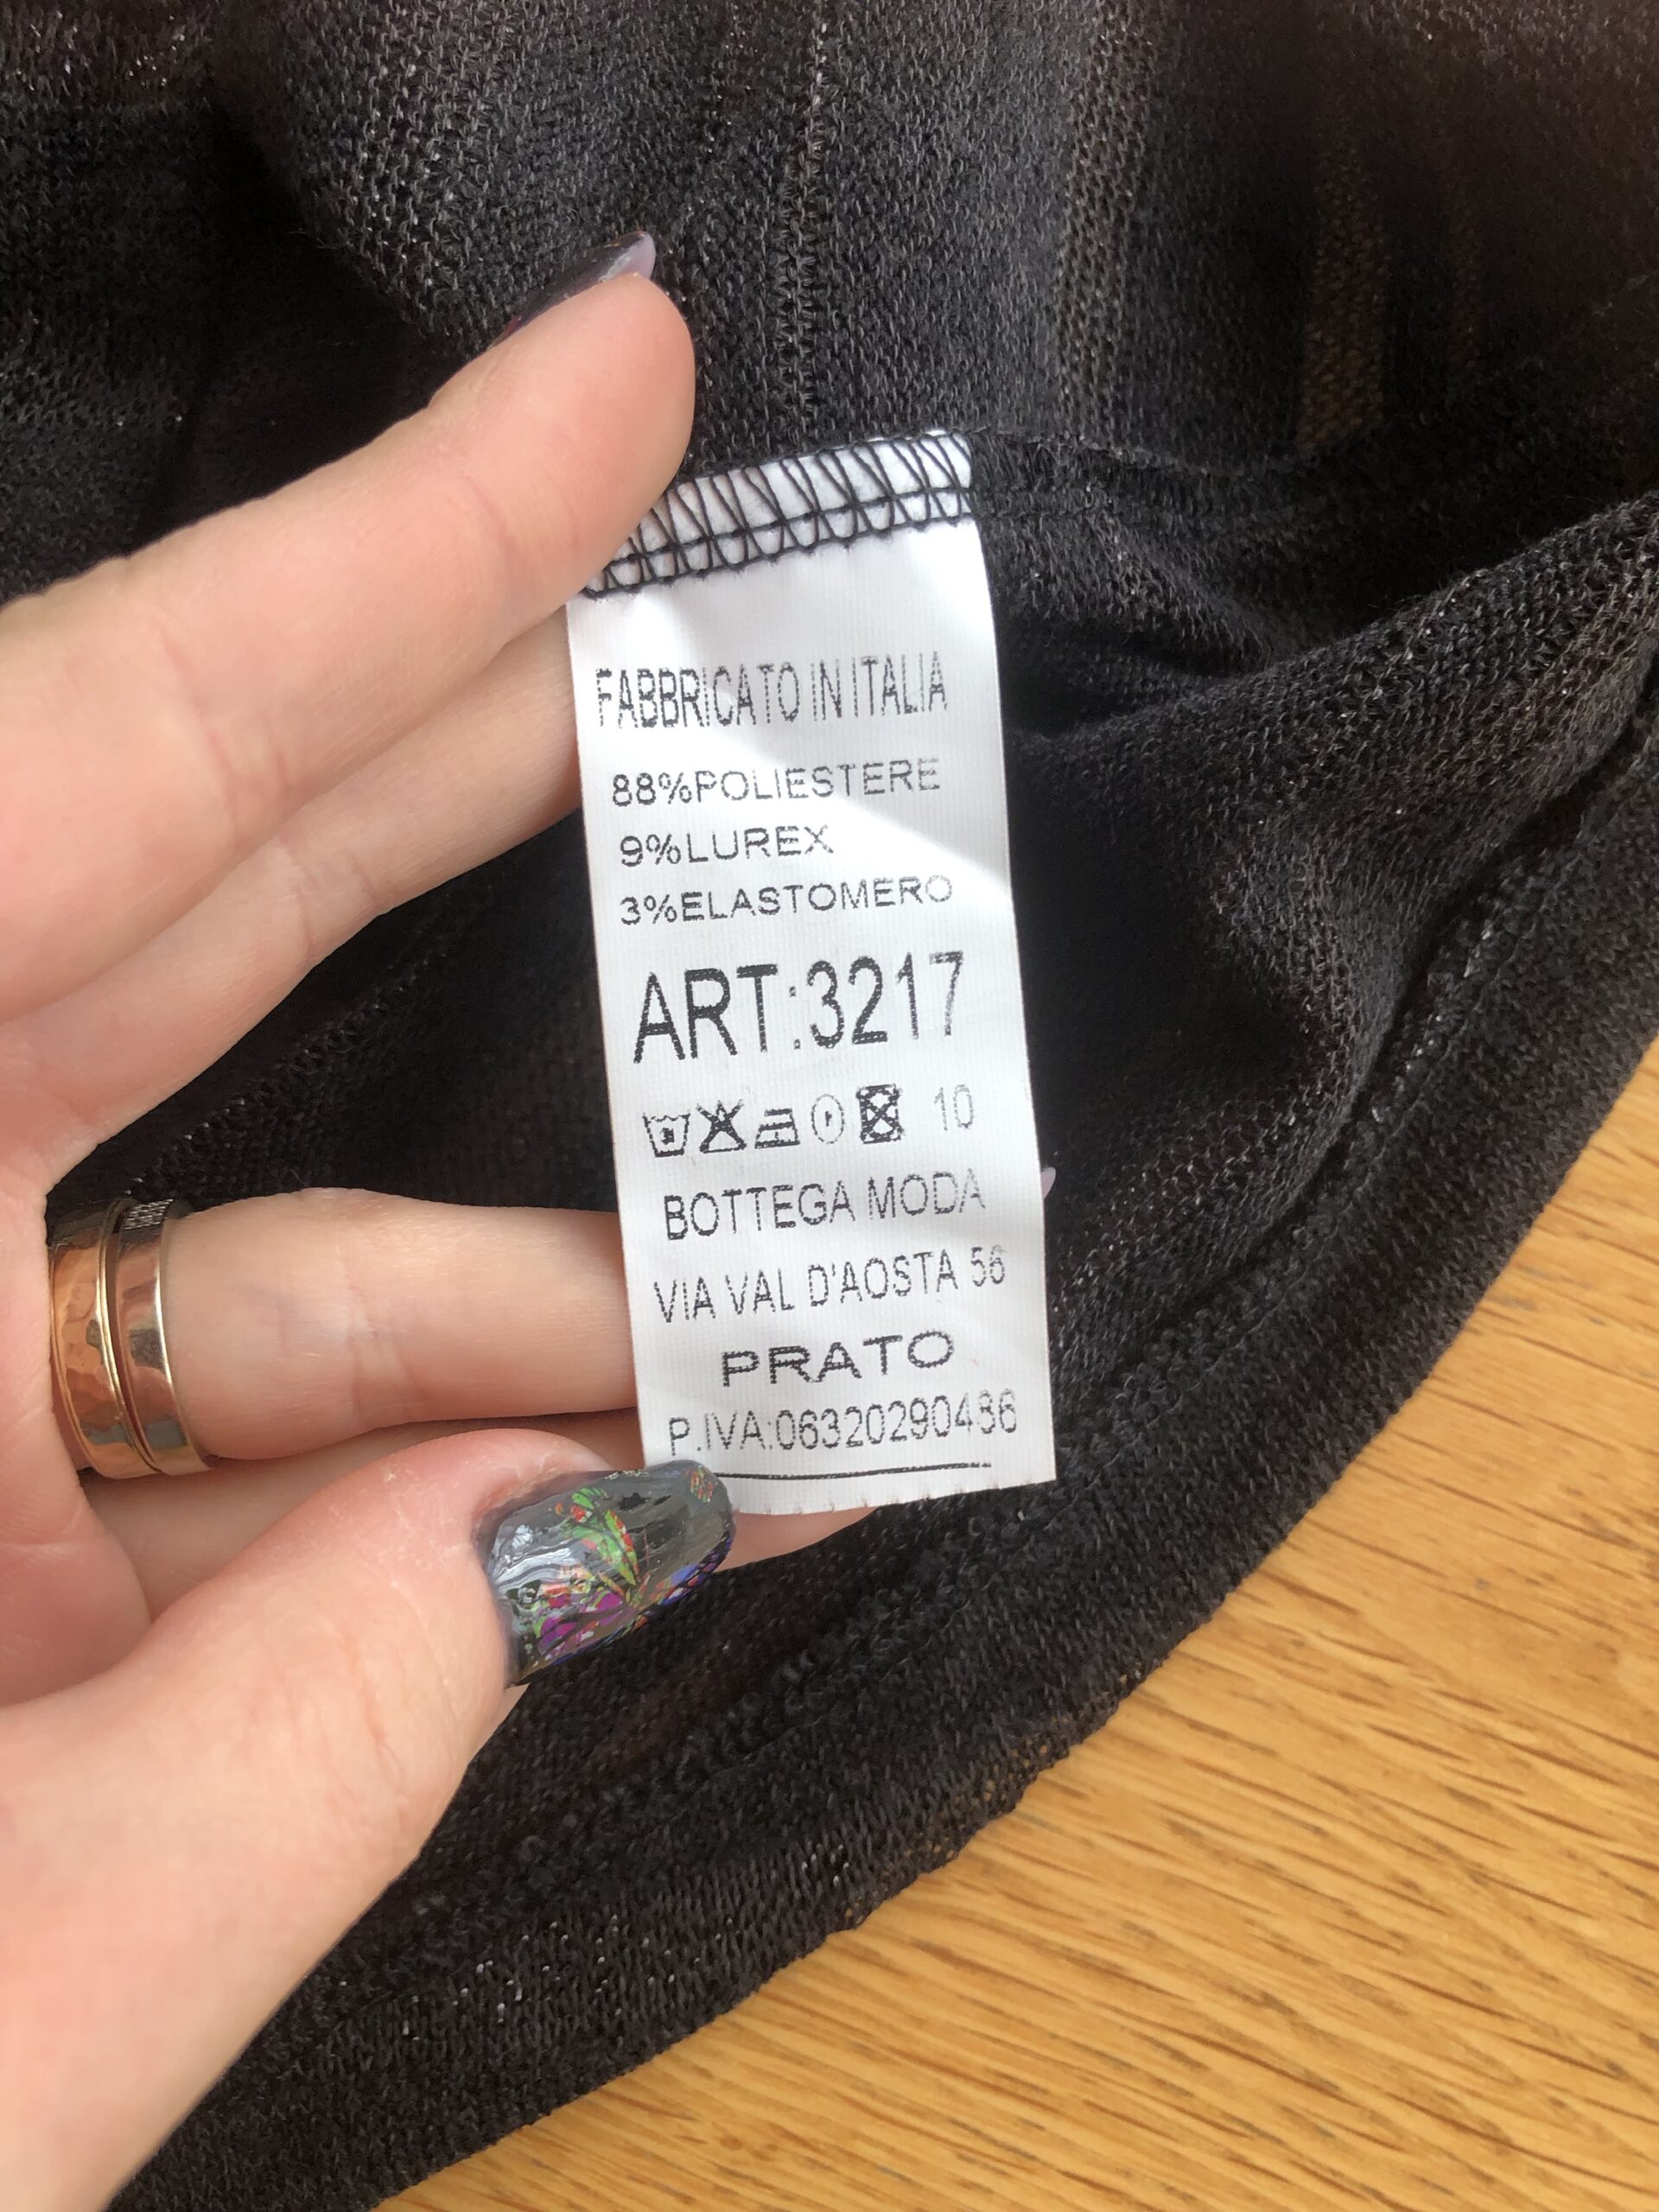 FABBRICATO IN ITALIA
88%POLIESTERE
9%LUREX
3%ELASTOMERO
ART:3217
10
BOTTEGA MODA
VIA VAL D'AOSTA 56
PRATO
P.IVA:06320290486